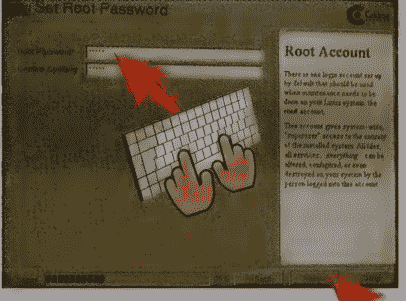 Set Root Password
Root Account
There is one login account set up
by default that should be used
when maintenance needs to be
done on your Linux system, the
root account.
This account gives system-wide,
"superuser" access to the contents
of the installed system. All files,
all services, everything can be
altered, configured, or even
destroyed on your system by the
person logged into this account.